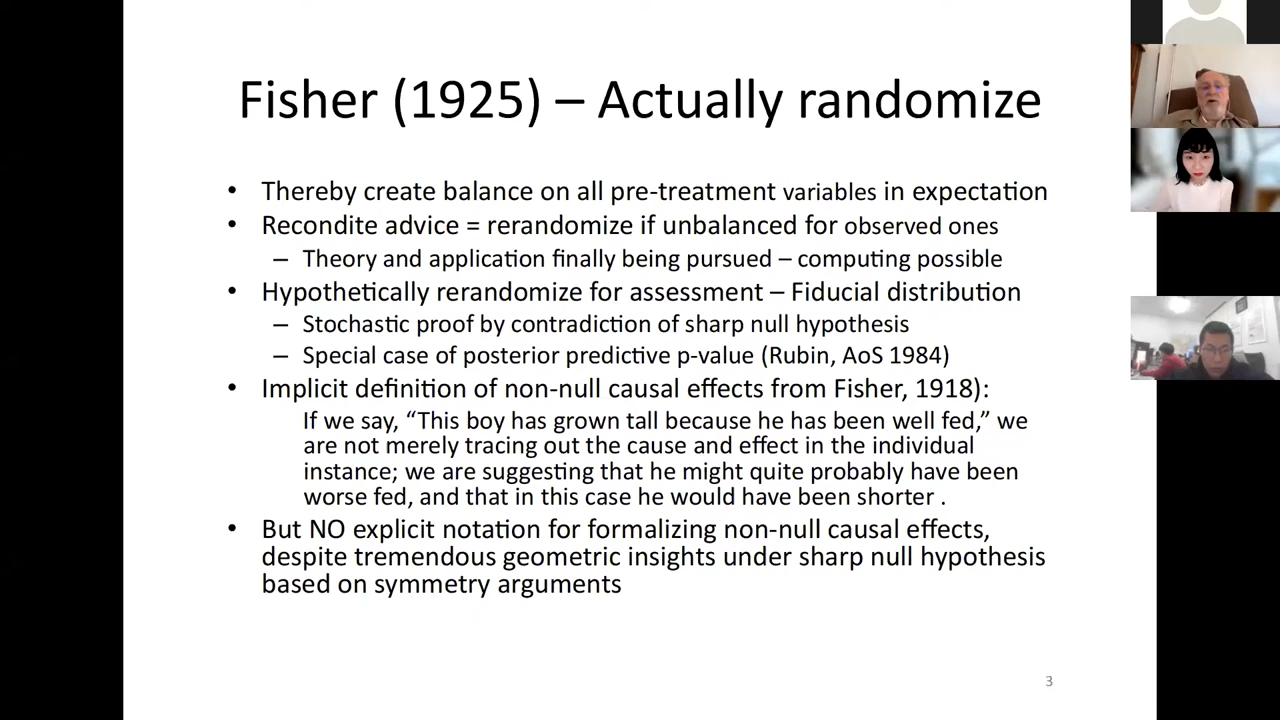 Fisher (1925) – Actually randomize
• Thereby create balance on all pre-treatment variables in expectation
• Recondite advice = rerandomize if unbalanced for observed ones
– Theory and application finally being pursued – computing possible
• Hypothetically rerandomize for assessment – Fiducial distribution
– Stochastic proof by contradiction of sharp null hypothesis
– Special case of posterior predictive p-value (Rubin, AoS 1984)
• Implicit definition of non-null causal effects from Fisher, 1918):
If we say, “This boy has grown tall because he has been well fed,” we
are not merely tracing out the cause and effect in the individual
instance; we are suggesting that he might quite probably have been
worse fed, and that in this case he would have been shorter .
• But NO explicit notation for formalizing non-null causal effects,
despite tremendous geometric insights under sharp null hypothesis
based on symmetry arguments
3